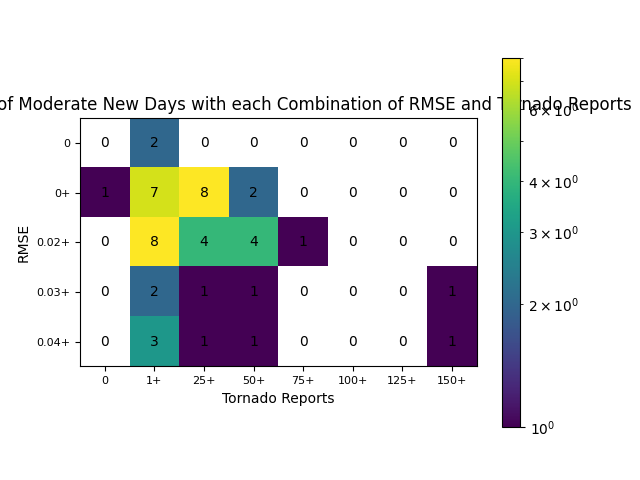 of Moderate New Days with each Combination of RMSE and Tornado Reports
0 0 2 0 0 0 0 0 0
0+ 1 7 8 2 0 0 0 0
0.02+ 0 8 4 4 1 0 0 0
0.03+ 0 2 1 1 0 0 0 1
0.04+ 0 3 1 1 0 0 0 1
0 1+ 25+ 50+ 75+ 100+ 125+ 150+
RMSE
Tornado Reports
6 × 10⁰
4 × 10⁰
3 × 10⁰
2 × 10⁰
10⁰